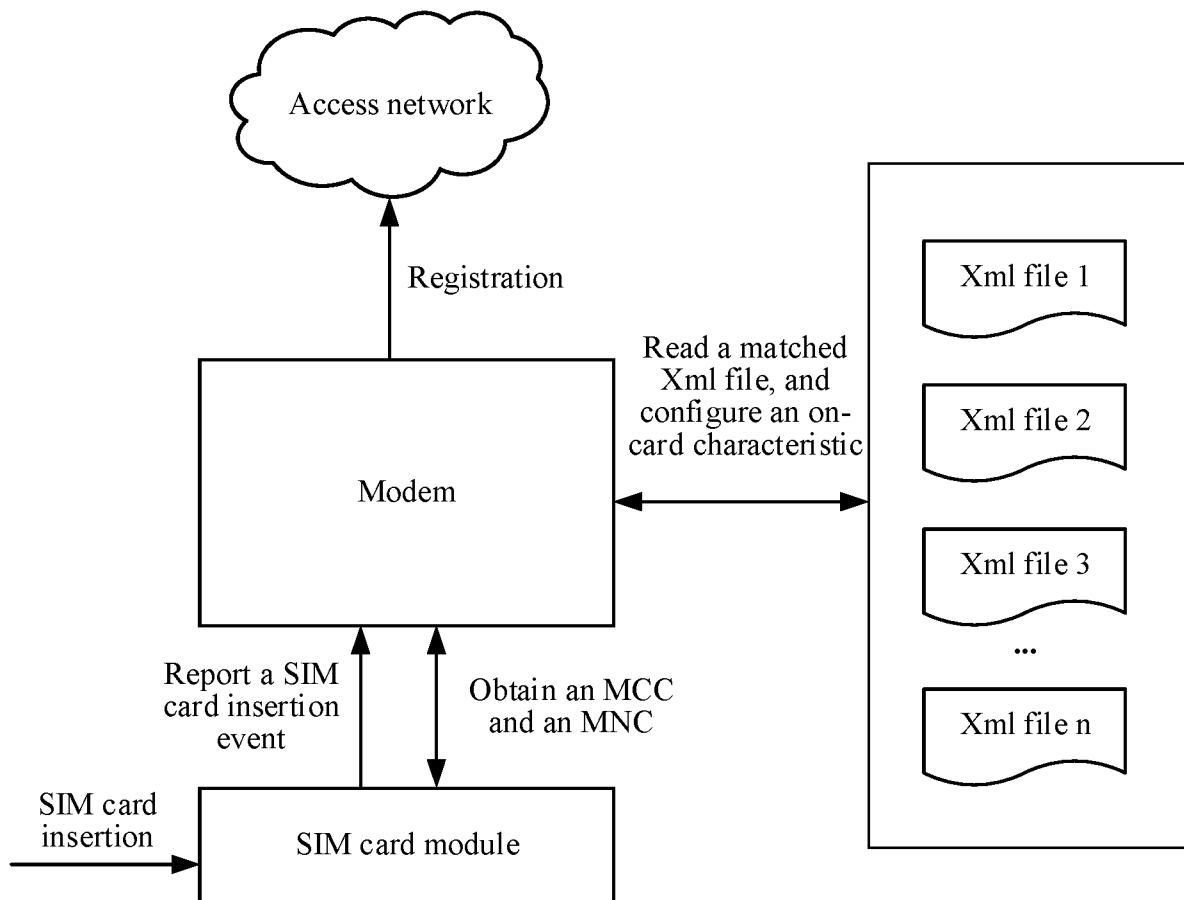 Access network
Registration
Read a matched
Xml file, and
configure an on-
card characteristic
Modem
Xml file 1
Xml file 2
Xml file 3
...
Xml file n
Report a SIM
card insertion
event
Obtain an MCC
and an MNC
SIM card
insertion
SIM card module